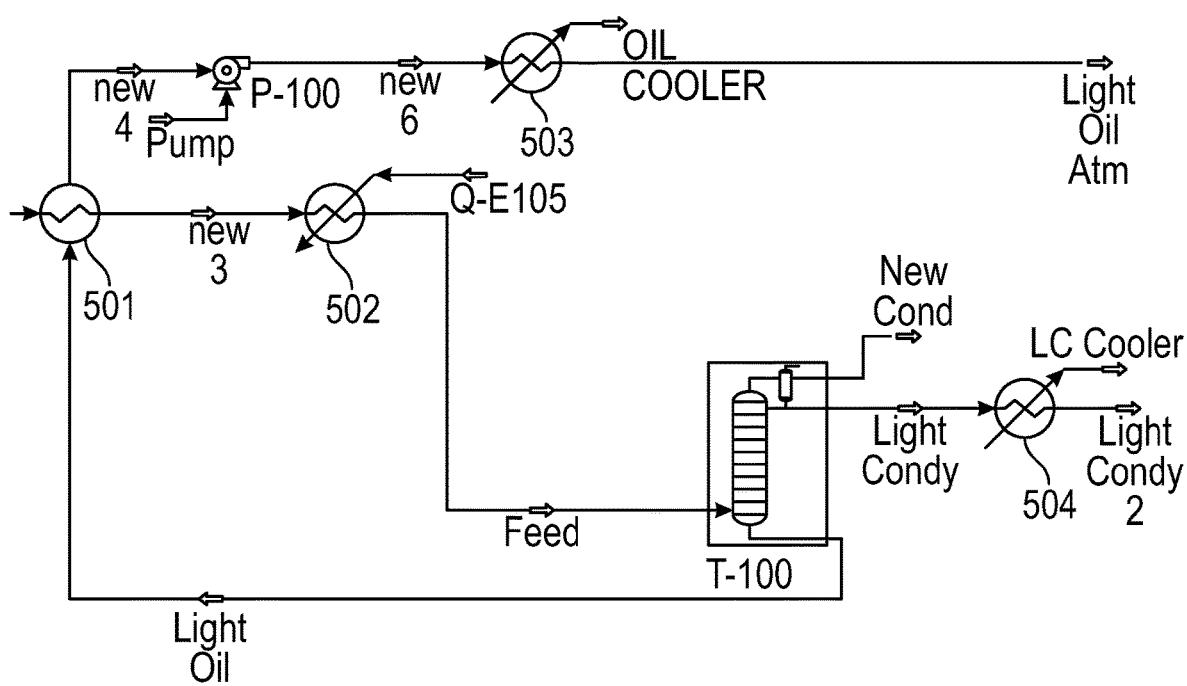 new
4
Pump
P-100
new
6
503
OIL
COOLER
Light
Oil
Atm
501
new
3
502
Q-E105
New
Cond
LC Cooler
Light
Condy
504
Light
Condy
2
Feed
T-100
Light
Oil